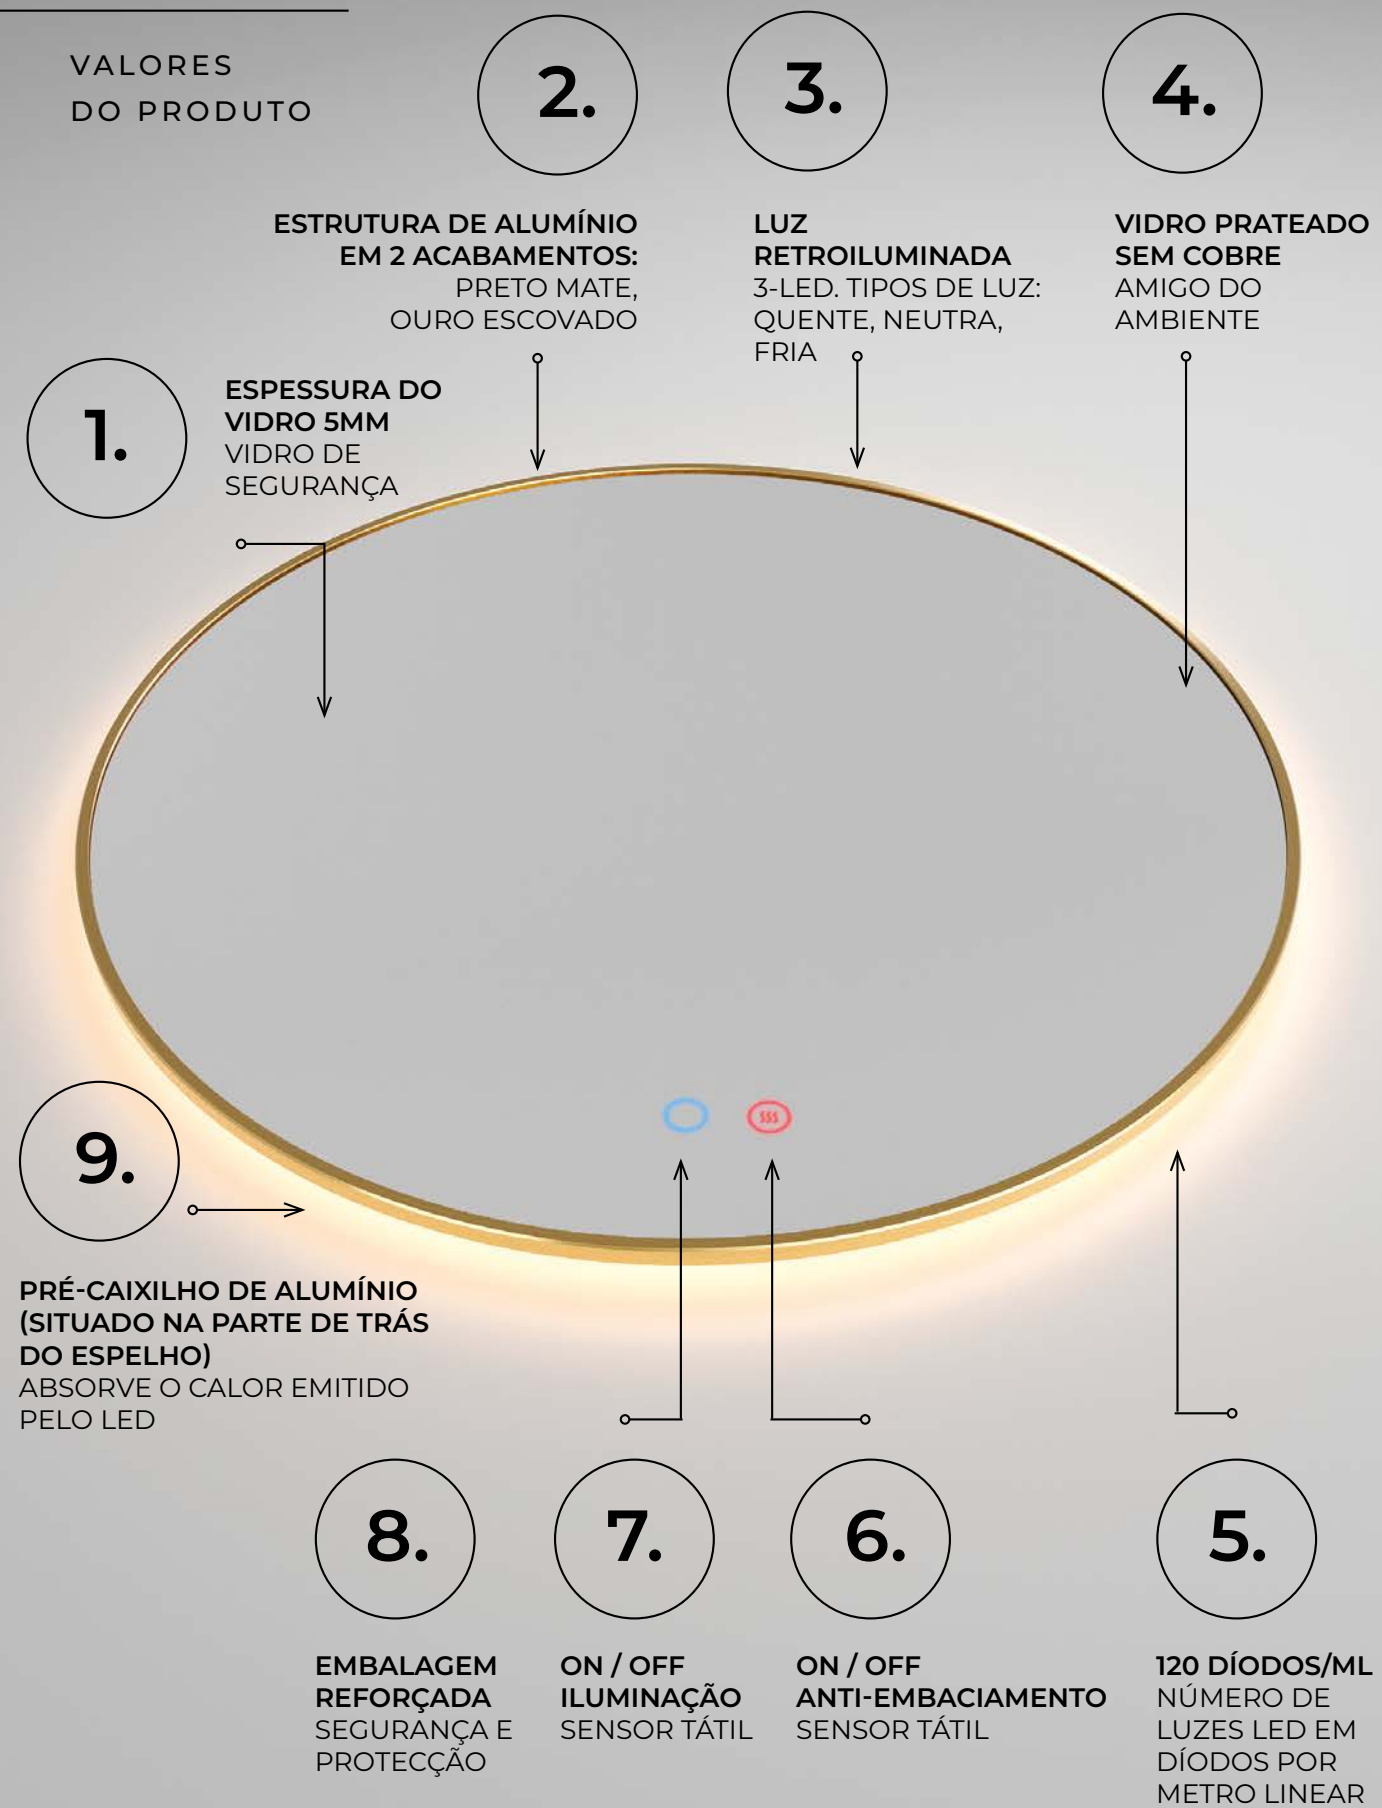 VALORES
DO PRODUTO
2.
ESTRUTURA DE ALUMÍNIO
EM 2 ACABAMENTOS:
PRETO MATE,
OURO ESCOVADO
3.
LUZ
RETROILUMINADA
3-LED. TIPOS DE LUZ:
QUENTE, NEUTRA,
FRIA
4.
VIDRO PRATEADO
SEM COBRE
AMIGO DO
AMBIENTE
1.
ESPESSURA DO
VIDRO 5MM
VIDRO DE
SEGURANÇA
9.
PRÉ-CAIXILHO DE ALUMÍNIO
(SITUADO NA PARTE DE TRÁS
DO ESPELHO)
ABSORVE O CALOR EMITIDO
PELO LED
8.
EMBALAGEM
REFORÇADA
SEGURANÇA E
PROTECÇÃO
7.
ON / OFF
ILUMINAÇÃO
SENSOR TÁTIL
6.
ON / OFF
ANTI-EMBACIAMENTO
SENSOR TÁTIL
5.
120 DÍODOS/ML
NÚMERO DE
LUZES LED EM
DÍODOS POR
METRO LINEAR